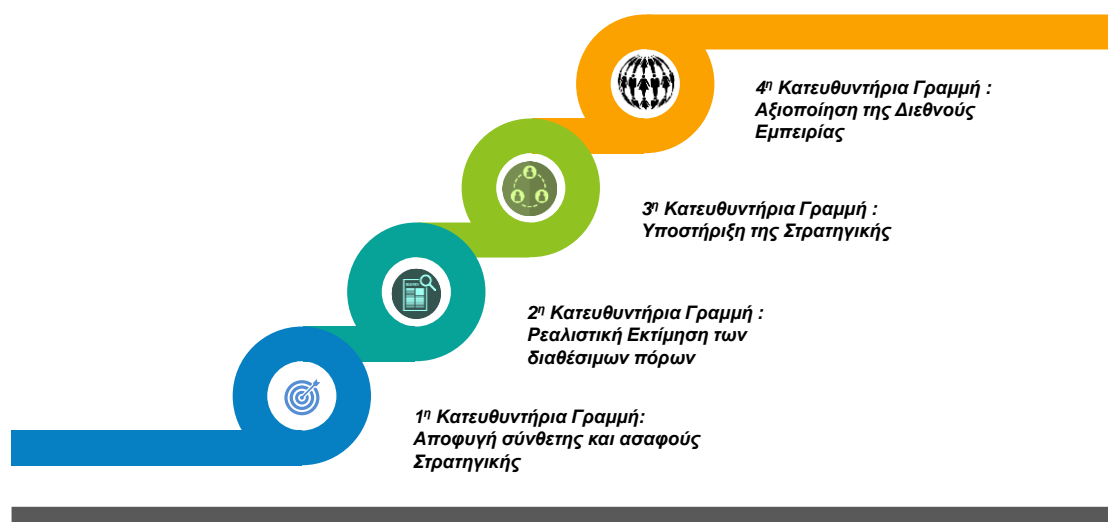 4η Κατευθυντήρια Γραμμή :
Αξιοποίηση της Διεθνούς
Εμπειρίας
3η Κατευθυντήρια Γραμμή :
Υποστήριξη της Στρατηγικής
2η Κατευθυντήρια Γραμμή :
Ρεαλιστική Εκτίμηση των
διαθέσιμων πόρων
1η Κατευθυντήρια Γραμμή:
Αποφυγή σύνθετης και ασαφούς
Στρατηγικής